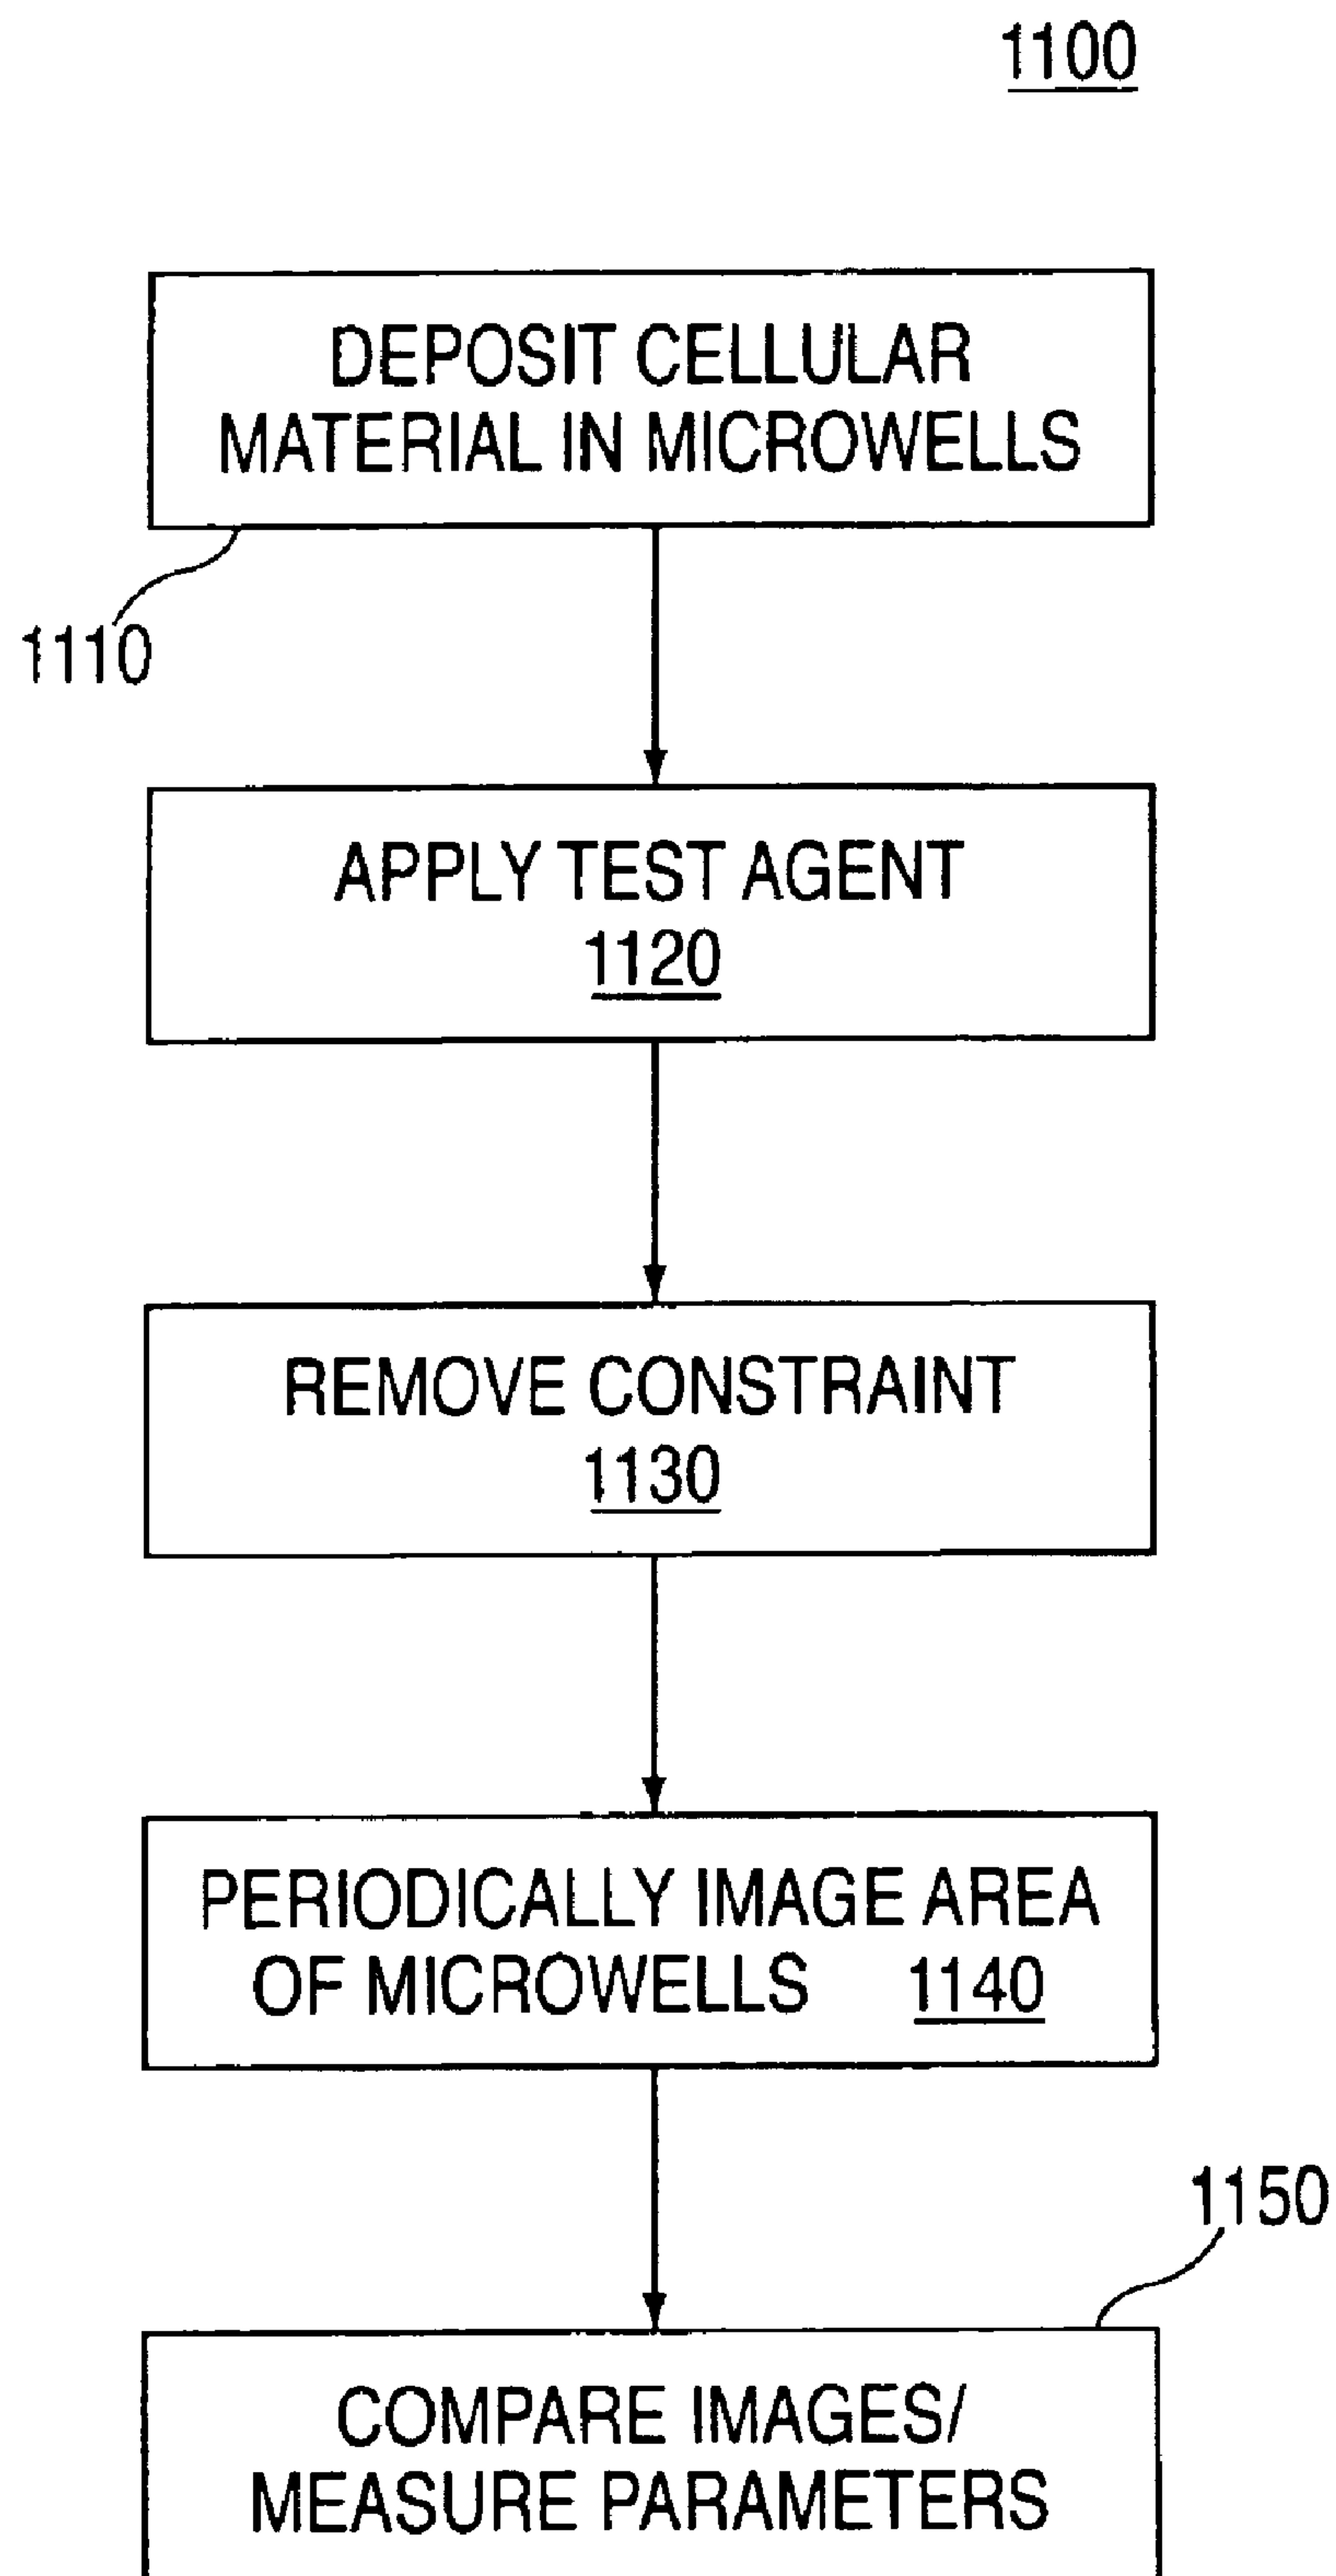 1100
DEPOSIT CELLULAR
MATERIAL IN MICROWELLS
1110
APPLY TEST AGENT
1120
REMOVE CONSTRAINT
1130
PERIODICALLY IMAGE AREA
OF MICROWELLS 1140
1150
COMPARE IMAGES/
MEASURE PARAMETERS